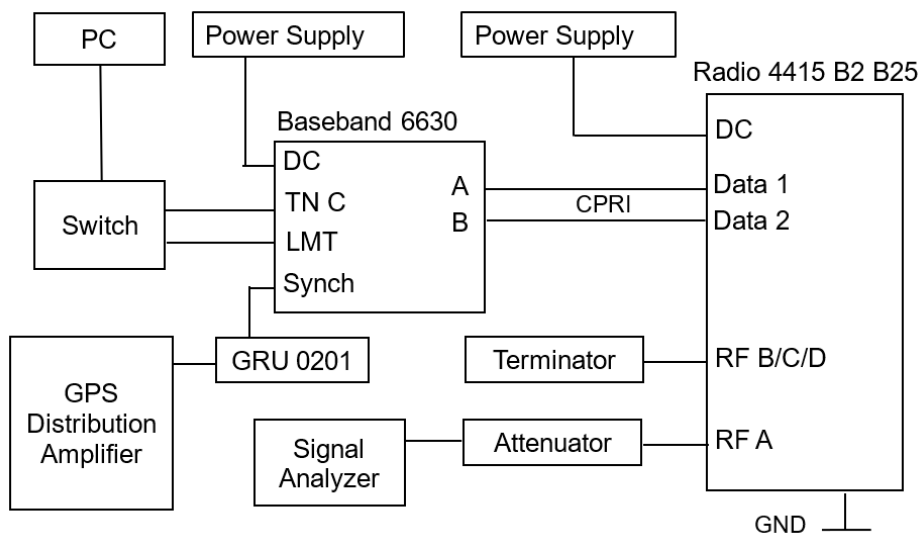 PC
Power Supply
Power Supply
Radio 4415 B2 B25
Baseband 6630
DC
DC
TN C
A
Data 1
CPRI
Switch
LMT
B
Data 2
Synch
GRU 0201
Terminator
RF B/C/D
GPS
Distribution
Amplifier
Signal
Analyzer
Attenuator
RF A
GND